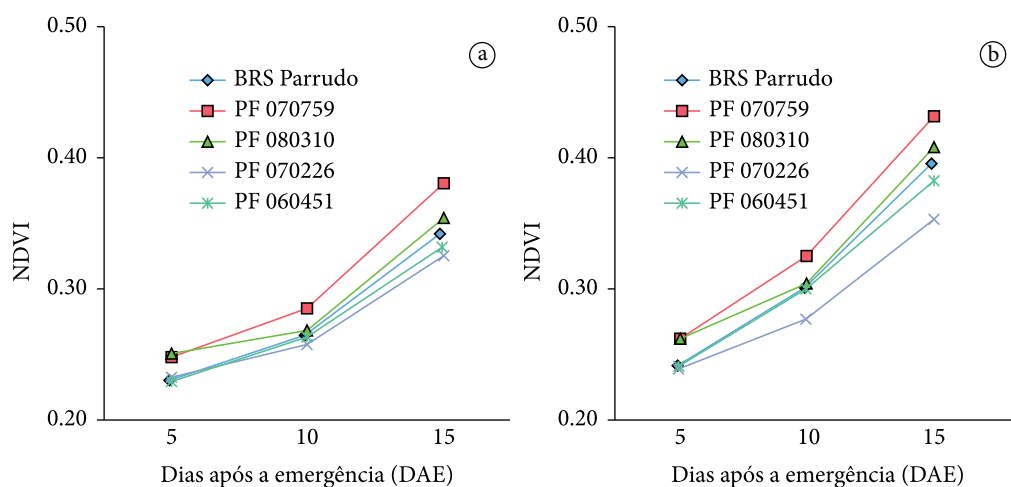 0.50
0.40
0.30
0.20
NDVI
a
BRS Parrudo
PF 070759
PF 080310
PF 070226
PF 060451
5 10 15
Dias após a emergência (DAE)
0.50
0.40
0.30
0.20
NDVI
b
BRS Parrudo
PF 070759
PF 080310
PF 070226
PF 060451
5 10 15
Dias após a emergência (DAE)